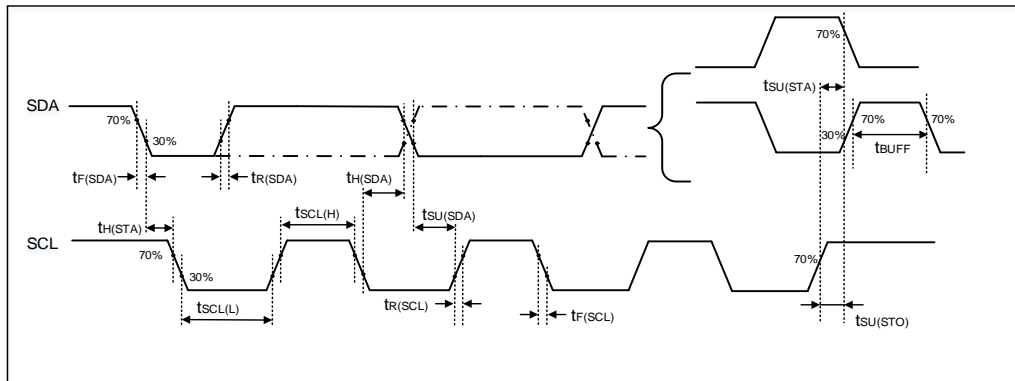 70%
tSU(STA)
SDA
70%
30%
30%
70%
70%
tBUFF
tF(SDA)
tR(SDA)
tH(SDA)
tH(STA)
tSCL(H)
tSU(SDA)
SCL
70%
30%
70%
tSCL(L)
tR(SCL)
tF(SCL)
tSU(STO)